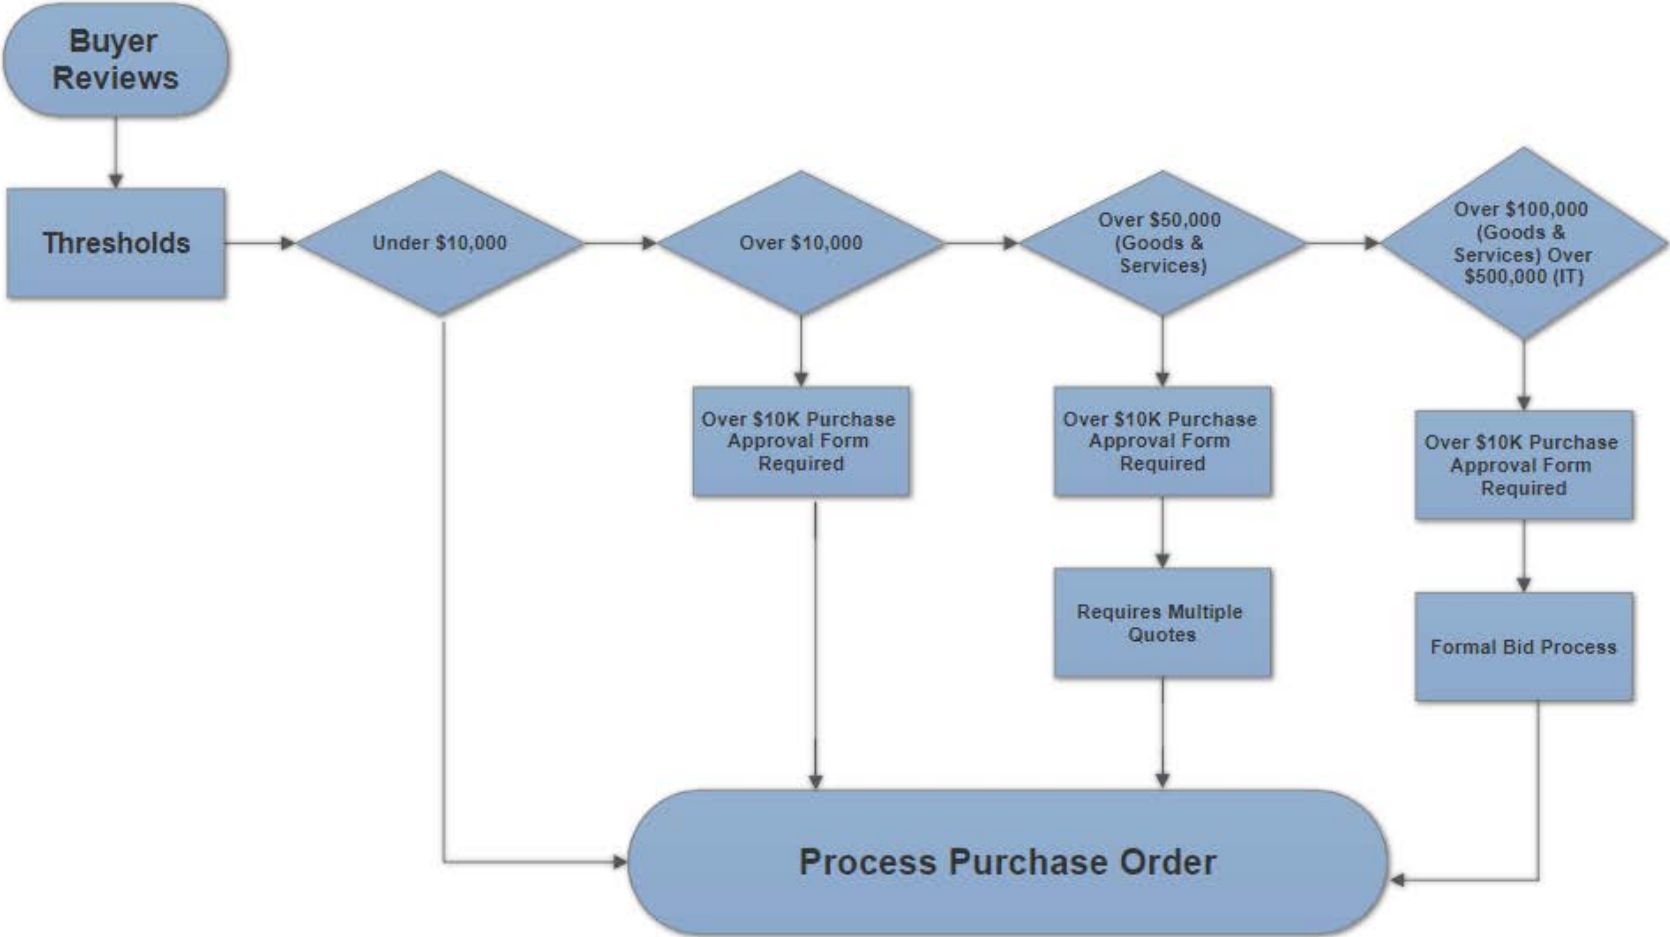 Buyer
Reviews
Thresholds
Under $10,000
Over $10,000
Over $50,000
(Goods &
Services)
Over $100,000
(Goods &
Services) Over
$500,000 (IT)
Over $10K Purchase
Approval Form
Required
Over $10K Purchase
Approval Form
Required
Over $10K Purchase
Approval Form
Required
Requires Multiple
Quotes
Formal Bid Process
Process Purchase Order